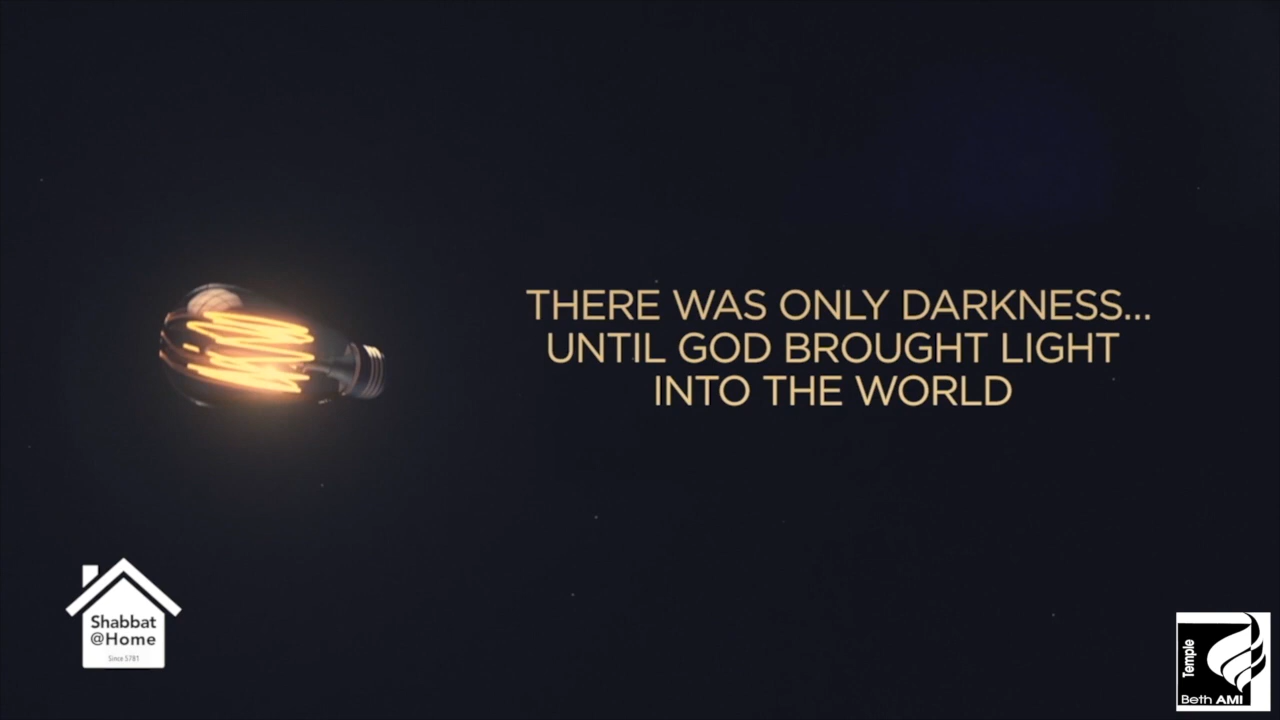 THERE WAS ONLY DARKNESS...
UNTIL GOD BROUGHT LIGHT
INTO THE WORLD
Shabbat
@Home
Since 5781
Temple
Beth AMI